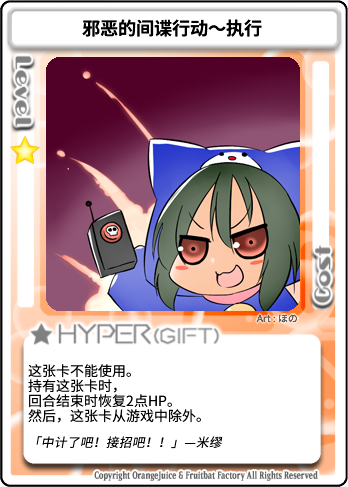 邪恶的间谍行动～执行
Level
Cost
Art : ほの
HYPER(GIFT)
这张卡不能使用。
持有这张卡时，
回合结束时恢复2点HP。
然后，这张卡从游戏中除外。
「中计了吧！接招吧！！」—米缪
Copyright OrangeJuice & Fruitbat Factory All Rights Reserved